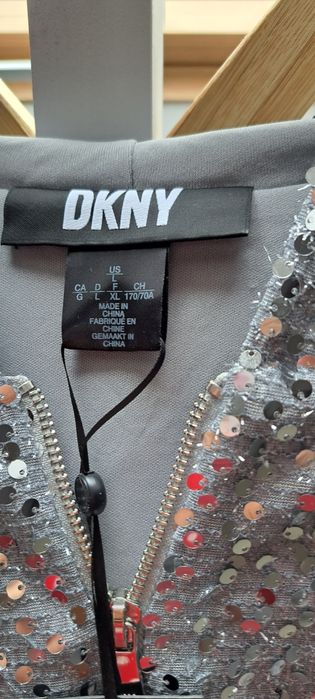 DKNY
US
L
CA D F CH
G L XL 170/70A
MADE IN
CHINA
FABRIQUÉ EN
CHINE
GEMAAKT IN
CHINA